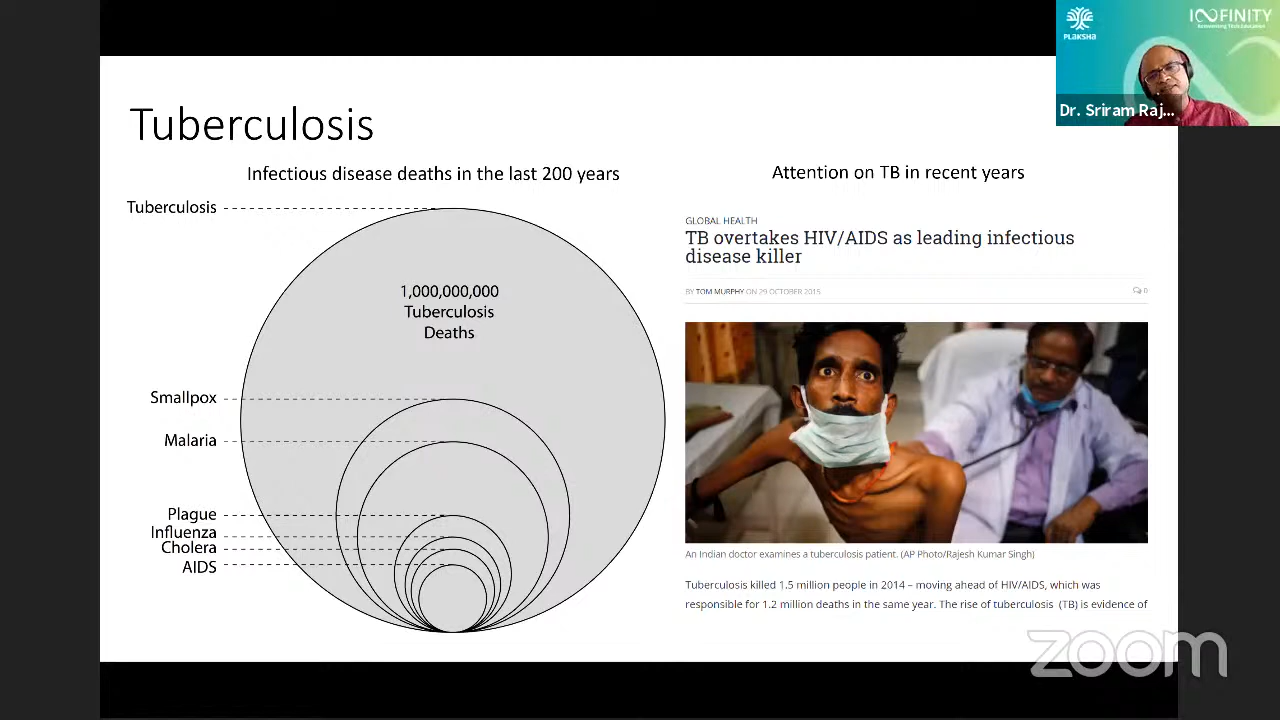 PLAKSHA
INFINITY
Reinventing Tech Education
Dr. Sriram Raj...
Tuberculosis
Infectious disease deaths in the last 200 years
Tuberculosis
1,000,000,000
Tuberculosis
Deaths
Smallpox
Malaria
Plague
Influenza
Cholera
AIDS
Attention on TB in recent years
GLOBAL HEALTH
TB overtakes HIV/AIDS as leading infectious
disease killer
BY TOM MURPHY ON 29 OCTOBER 2015
0
An Indian doctor examines a tuberculosis patient. (AP Photo/Rajesh Kumar Singh)
Tuberculosis killed 1.5 million people in 2014 – moving ahead of HIV/AIDS, which was
responsible for 1.2 million deaths in the same year. The rise of tuberculosis (TB) is evidence of
zoom